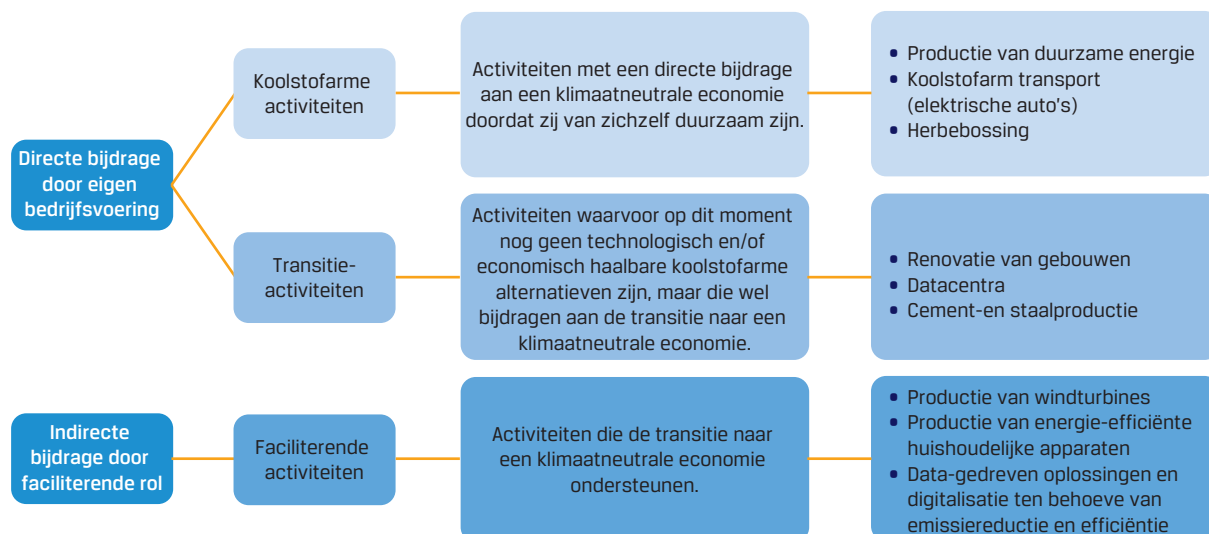 Directe bijdrage
door eigen
bedrijfsvoering
Koolstofarme
activiteiten
Activiteiten met een directe bijdrage
aan een klimaatneutrale economie
doordat zij van zichzelf duurzaam zijn.
• Productie van duurzame energie
• Koolstofarm transport
(elektrische auto's)
• Herbebossing
Transitie-
activiteiten
Activiteiten waarvoor op dit moment
nog geen technologisch en/of
economisch haalbare koolstofarme
alternatieven zijn, maar die wel
bijdragen aan de transitie naar een
klimaatneutrale economie.
• Renovatie van gebouwen
• Datacentra
• Cement-en staalproductie
Indirecte
bijdrage door
faciliterende rol
Faciliterende
activiteiten
Activiteiten die de transitie naar
een klimaatneutrale economie
ondersteunen.
• Productie van windturbines
• Productie van energie-efficiënte
huishoudelijke apparaten
• Data-gedreven oplossingen en
digitalisatie ten behoeve van
emissiereductie en efficiëntie